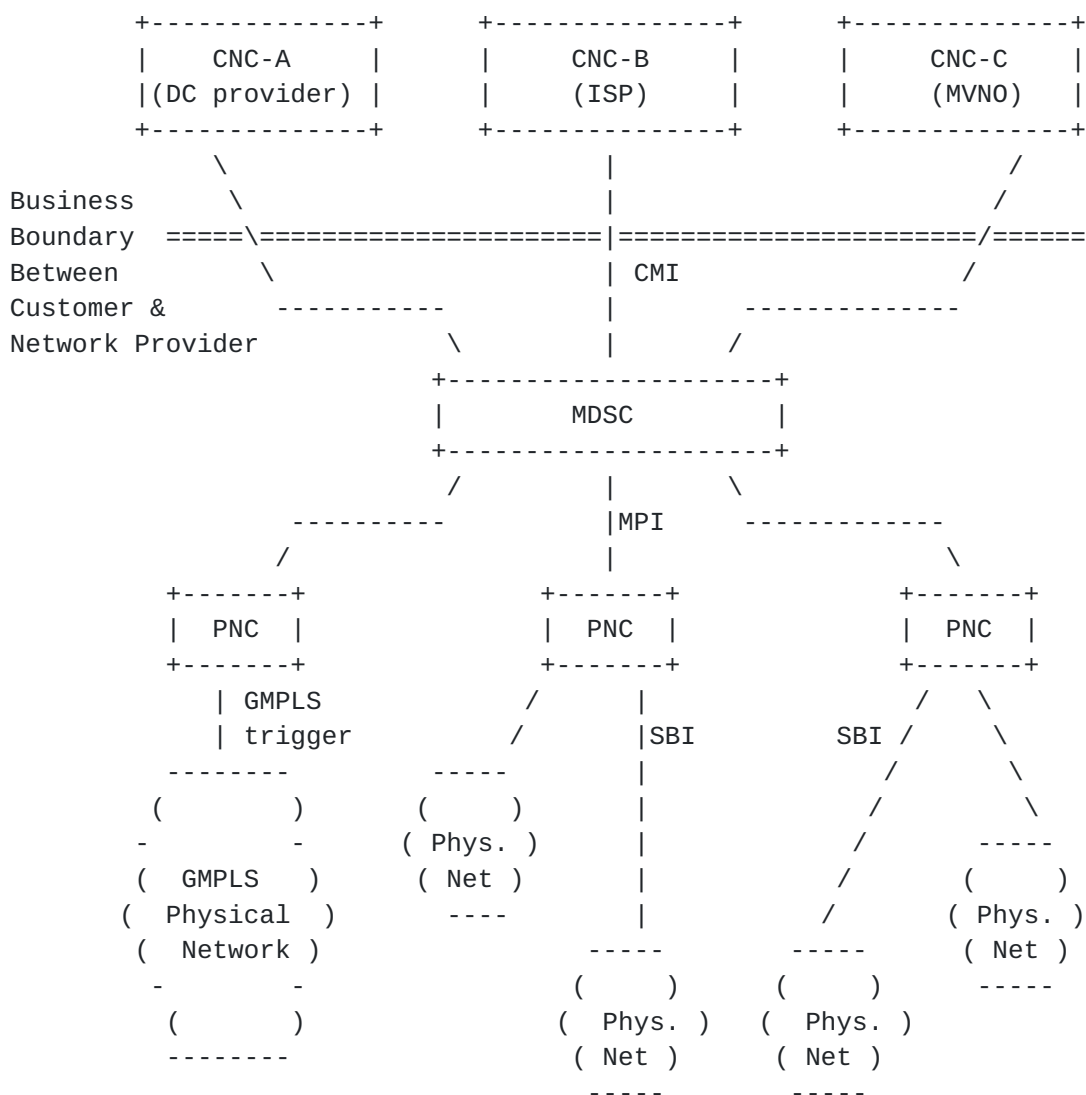 CNC-A CNC-B CNC-C
(DC provider) (ISP) (MVNO)
Business
Boundary
Between CMI
Customer &
Network Provider
MDSC
MPI
PNC PNC PNC
GMPLS
trigger SBI SBI
Phys. Phys.
GMPLS Net
Physical Phys.
Network Net
Phys. Phys.
Net Net